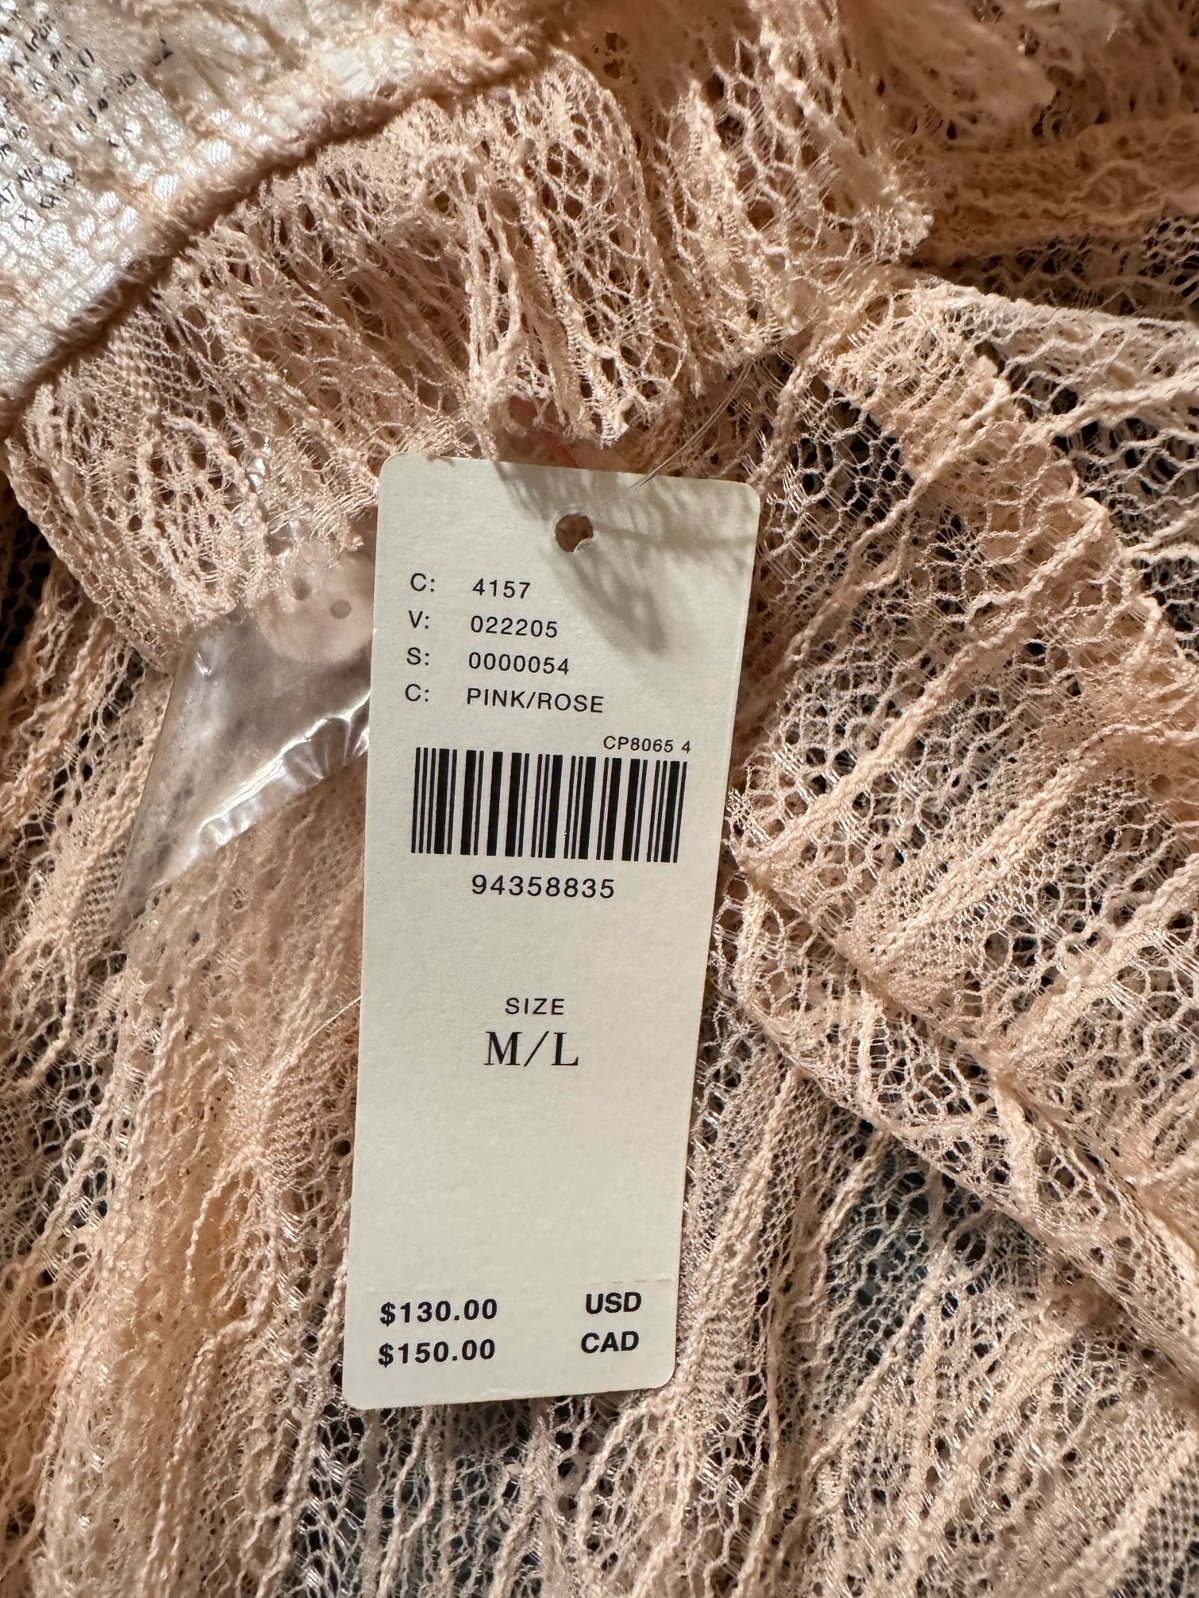 C: 4157
V: 022205
S: 0000054
C: PINK/ROSE
CP8065 4
94358835
SIZE
M/L
$130.00 USD
$150.00 CAD